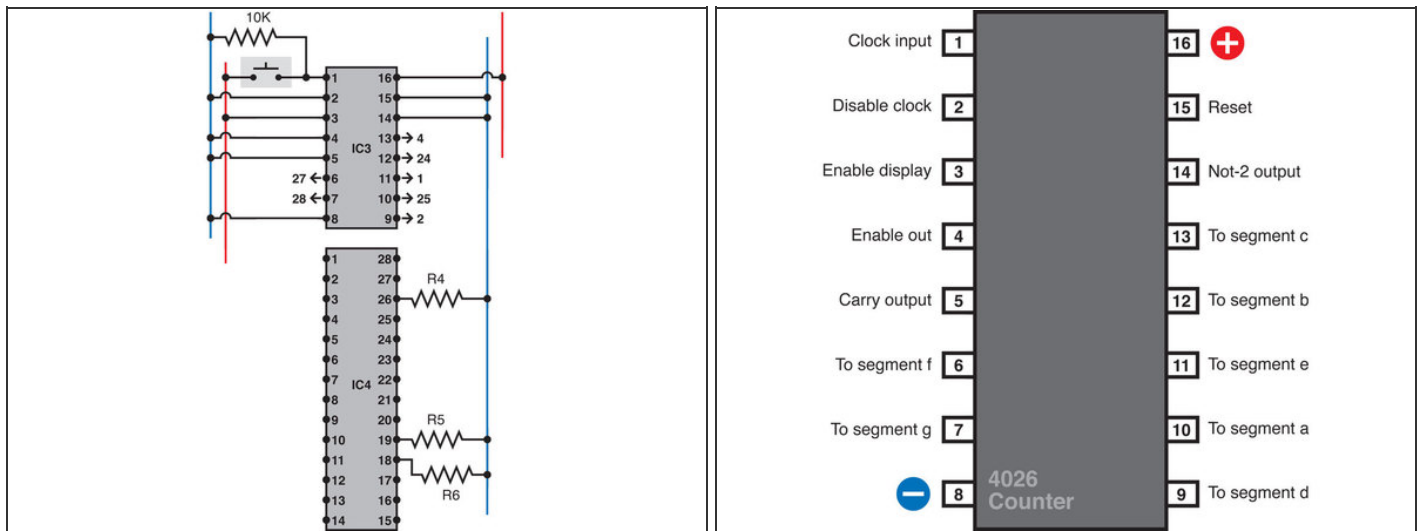 10K
1 16
2 15
3 14
4 13 → 4
5 12 → 24
IC3
27 ← 6 11 → 1
28 ← 7 10 → 25
8 9 → 2
1 28
2 27
R4
3 26
4 25
5 24
6 23
7 22
IC4
8 21
9 20
R5
10 19
11 18
12 17
R6
13 16
14 15
Clock input 1 16 +
Disable clock 2 15 Reset
Enable display 3 14 Not-2 output
Enable out 4 13 To segment c
Carry output 5 12 To segment b
To segment f 6 11 To segment e
To segment g 7 10 To segment a
− 8 9 To segment d
4026
Counter